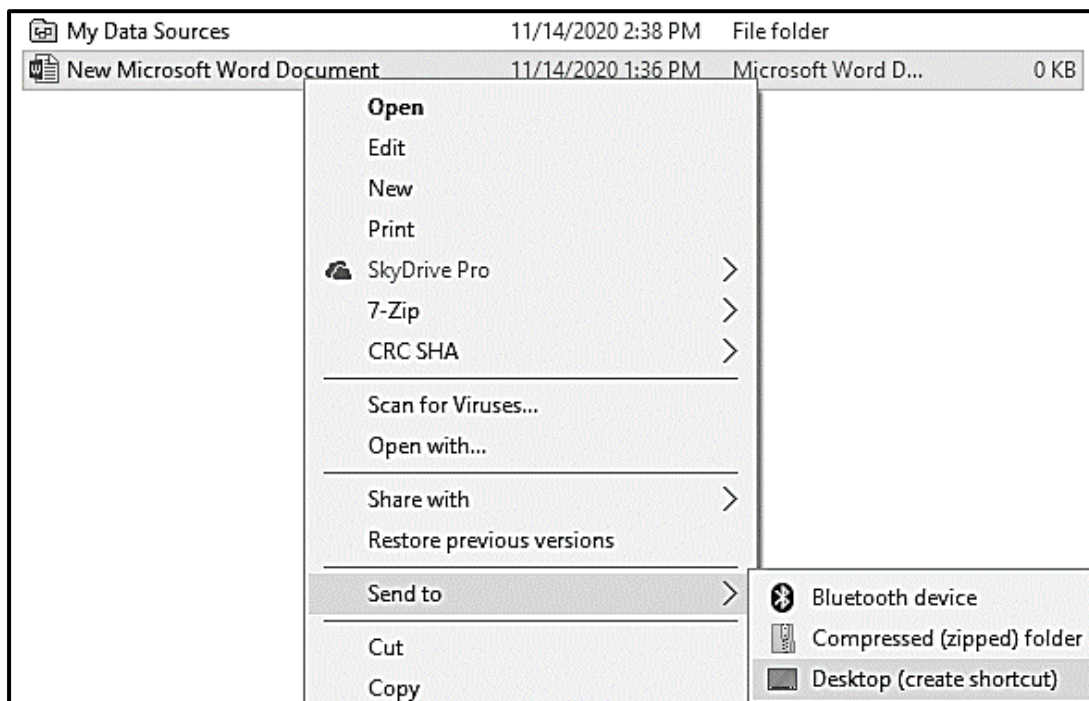 My Data Sources 11/14/2020 2:38 PM File folder
New Microsoft Word Document 11/14/2020 1:36 PM Microsoft Word D... 0 KB
Open
Edit
New
Print
SkyDrive Pro
7-Zip
CRC SHA
Scan for Viruses...
Open with...
Share with
Restore previous versions
Send to
Cut
Copy
Bluetooth device
Compressed (zipped) folder
Desktop (create shortcut)